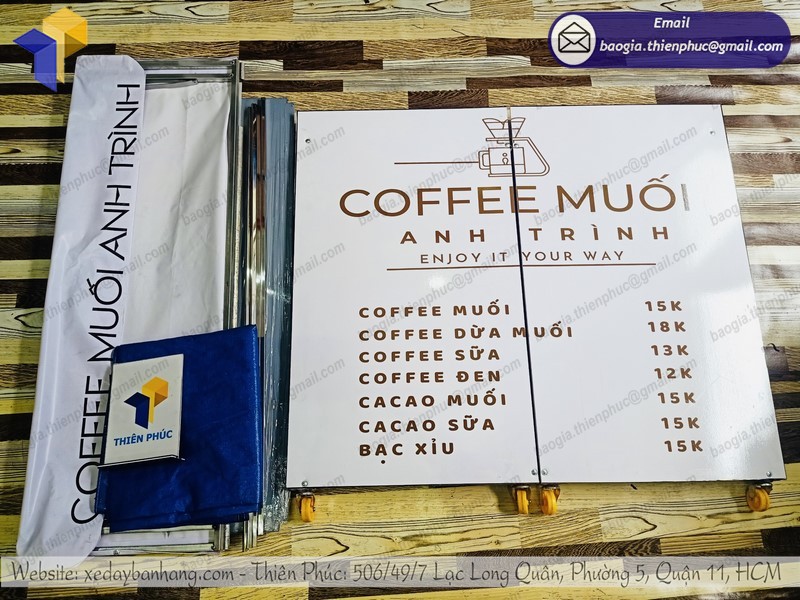 Email
baogia.thienphuc@gmail.com
COFFEE MUỐI ANH TRÌNH
THIÊN PHÚC
COFFEE MUỐI
ANH TRÌNH
ENJOY IT YOUR WAY
COFFEE MUỐI 15K
COFFEE DỪA MUỐI 18K
COFFEE SỮA 13K
COFFEE ĐEN 12K
CACAO MUỐI 15K
CACAO SỮA 15K
BẠC XỈU 15K
Website: xedaybanhang.com - Thiên Phúc: 506/49/7 Lạc Long Quân, Phường 5, Quận 11, HCM